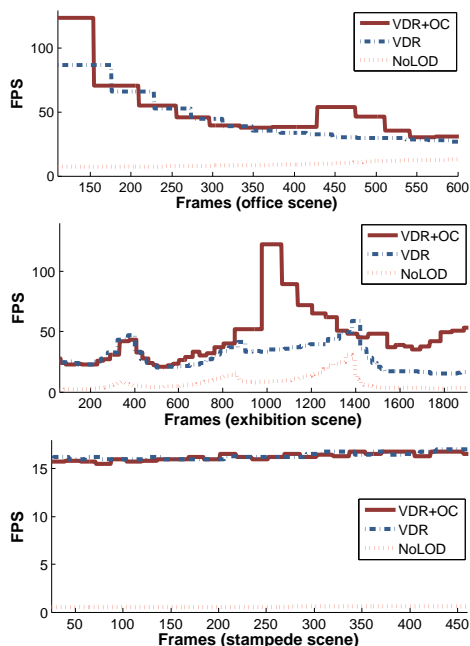 VDR+OC
VDR
NoLOD
100
50
0
FPS
150 200 250 300 350 400 450 500 550 600
Frames (office scene)
VDR+OC
VDR
NoLOD
100
50
0
FPS
200 400 600 800 1000 1200 1400 1600 1800
Frames (exhibition scene)
15
10
5
0
FPS
VDR+OC
VDR
NoLOD
50 100 150 200 250 300 350 400 450
Frames (stampede scene)